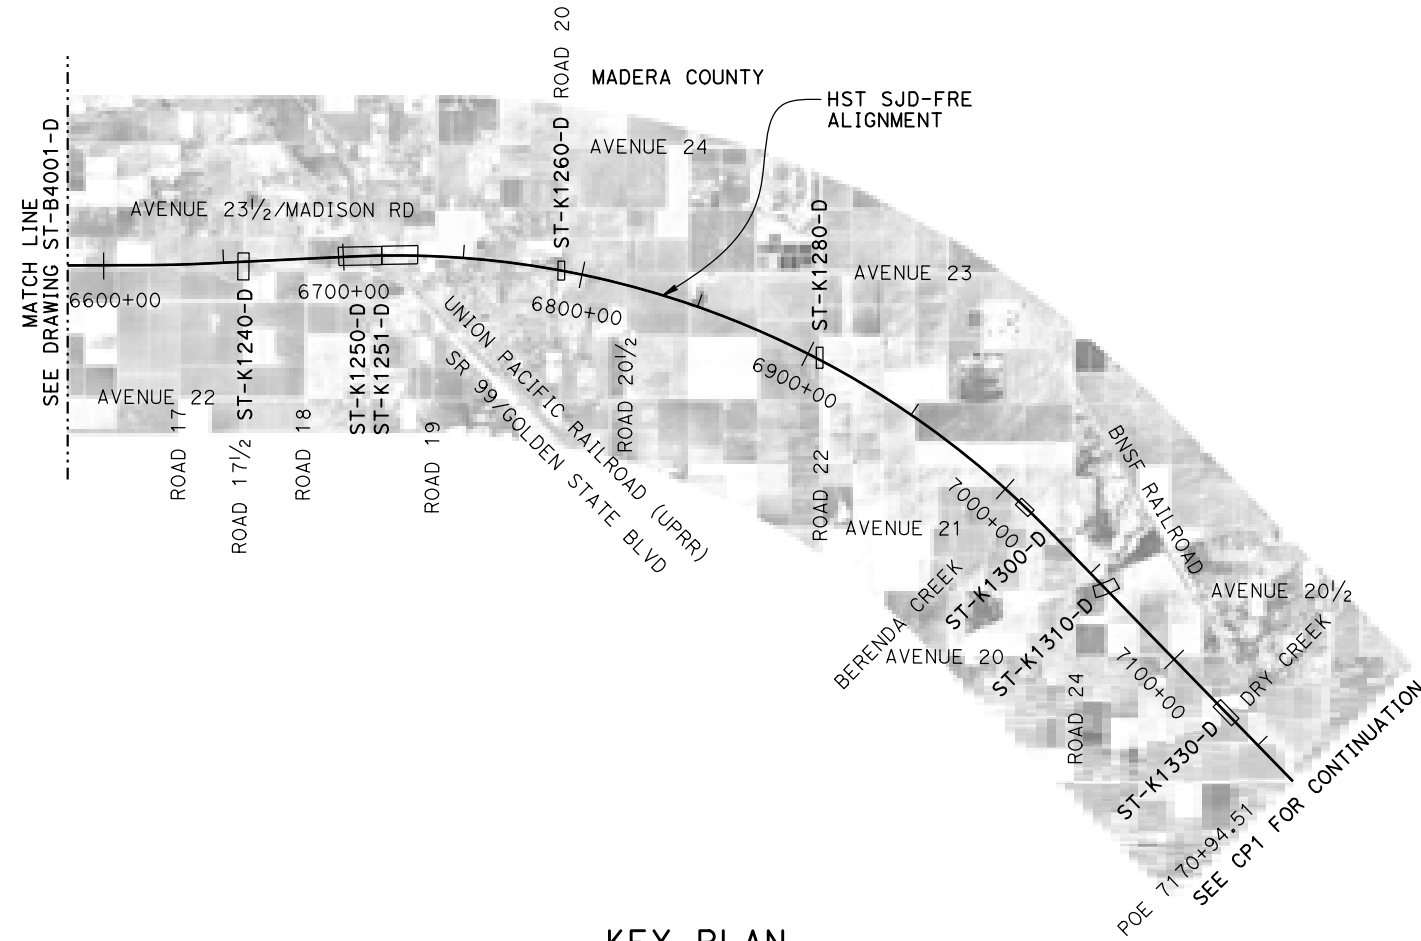 ROAD 20
MADERA COUNTY
HST SJD-FRE
ALIGNMENT
MATCH LINE
SEE DRAWING ST-B4001-D
ST-K1260-D
AVENUE 24
AVENUE 23½/MADISON RD
ST-K1280-D
AVENUE 23
6600+00
6700+00
6800+00
6900+00
ST-K1240-D
ST-K1250-D
ST-K1251-D
AVENUE 22
ROAD 17
ROAD 17½
ROAD 18
ROAD 19
UNION PACIFIC RAILROAD (UPRR)
SR 99/GOLDEN STATE BLVD
ROAD 20½
ROAD 22
AVENUE 21
7000+00
BNSF RAILROAD
ST-K1300-D
BERENDA CREEK
AVENUE 20½
AVENUE 20
ST-K1310-D
7100+00
ROAD 24
DRY CREEK
ST-K1330-D
POE 7170+94.51
SEE CP1 FOR CONTINUATION
KEY PLAN